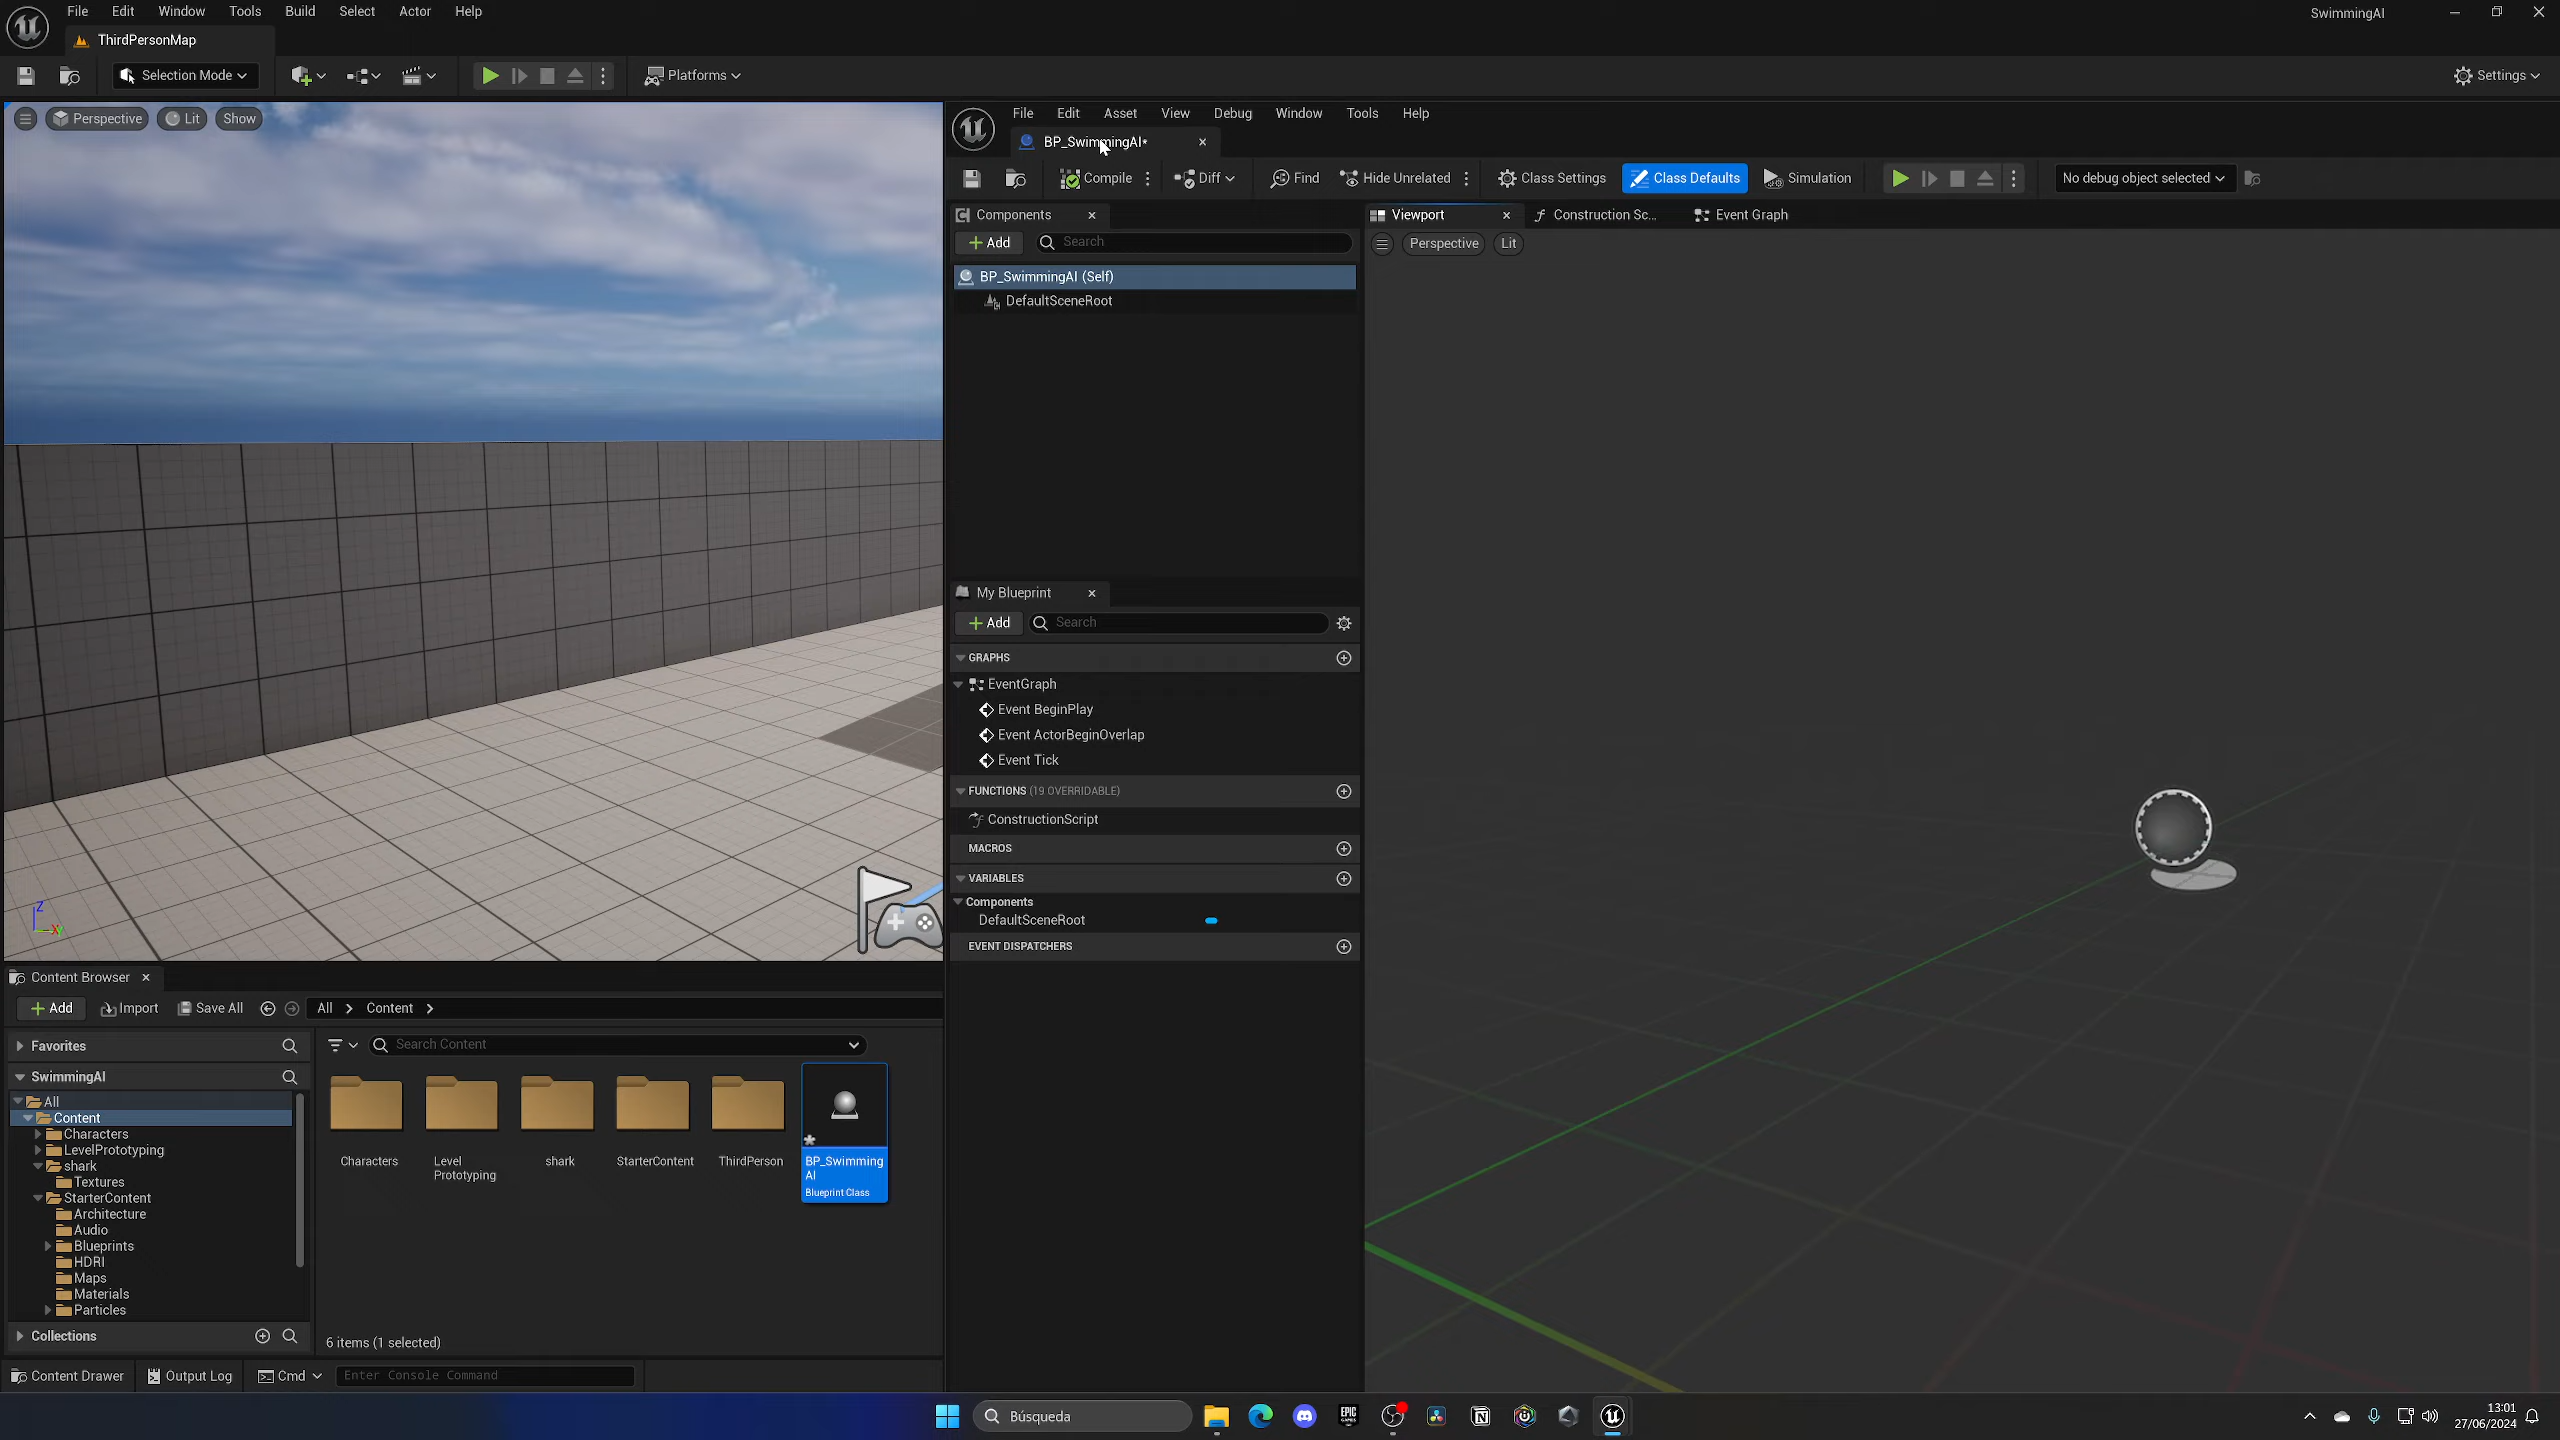 File Edit Window Tools Build Select Actor Help
SwimmingAI
ThirdPersonMap
Selection Mode
Platforms
Settings
Perspective Lit Show
File Edit Asset View Debug Window Tools Help
BP_SwimmingAI*
Compile Diff Find Hide Unrelated Class Settings Class Defaults Simulation No debug object selected
Components
Viewport Construction Sc... Event Graph
Add Search
Perspective Lit
BP_SwimmingAI (Self)
DefaultSceneRoot
My Blueprint
Add Search
GRAPHS
EventGraph
Event BeginPlay
Event ActorBeginOverlap
Event Tick
FUNCTIONS (19 OVERRIDABLE)
ConstructionScript
MACROS
VARIABLES
Components
DefaultSceneRoot
EVENT DISPATCHERS
Z
X
Content Browser
Add Import Save All All Content
Favorites
Search Content
SwimmingAI
All
Content
Characters
LevelPrototyping
shark
Textures
StarterContent
Architecture
Audio
Blueprints
HDRI
Maps
Materials
Particles
Characters
Level
Prototyping
shark
StarterContent
ThirdPerson
BP_Swimming
AI
Blueprint Class
Collections
6 items (1 selected)
Content Drawer Output Log Cmd Enter Console Command
Búsqueda
EPIC
GAMES
13:01
27/06/2024